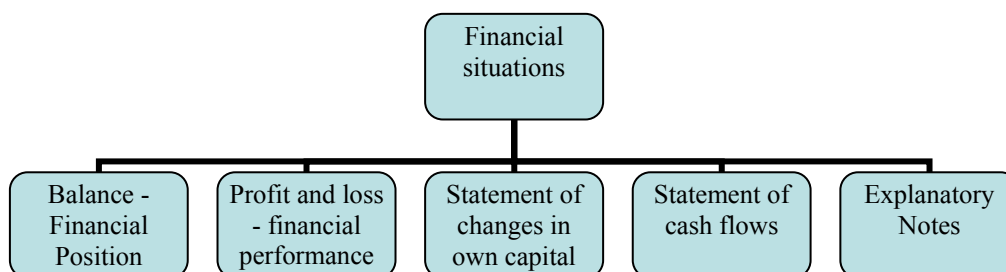 Financial
situations
Balance -
Financial
Position
Profit and loss
- financial
performance
Statement of
changes in
own capital
Statement of
cash flows
Explanatory
Notes